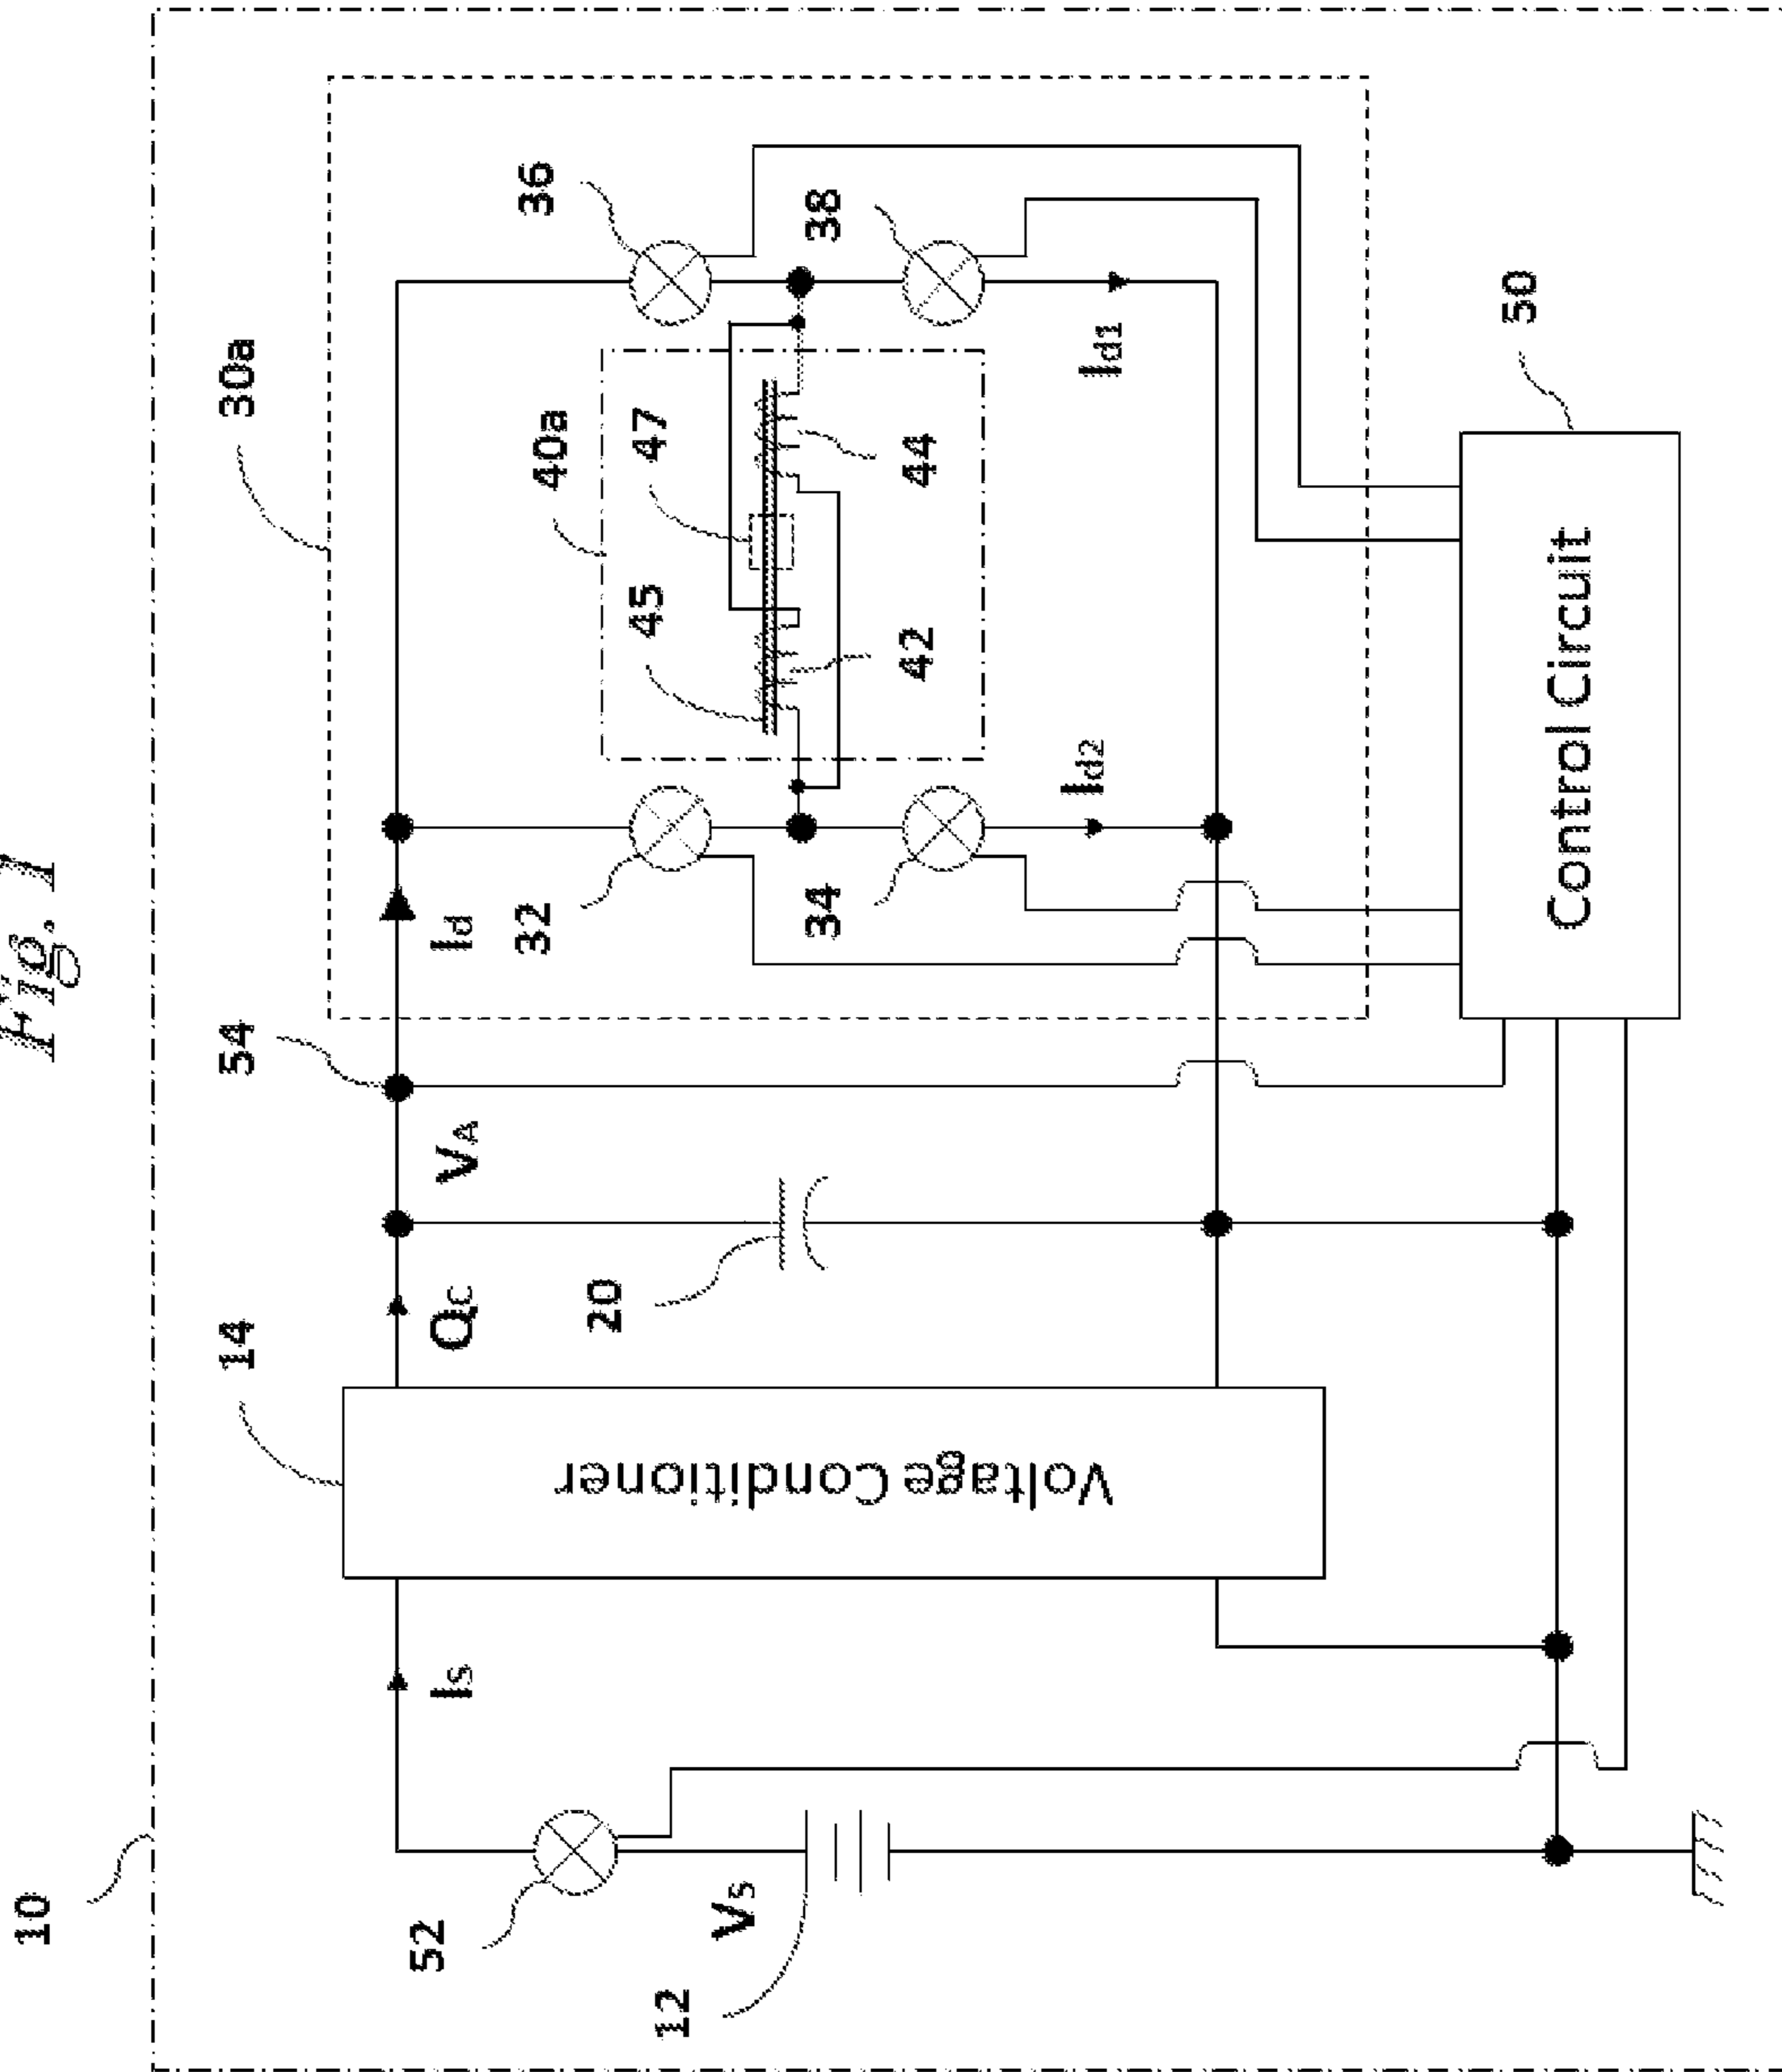 Fig. 1
10
30a
36
38
40a
47
45
44
42
Id1
Id2
50
Control Circuit
32
34
Id
54
VA
20
QC
14
Voltage Conditioner
IS
52
VS
12